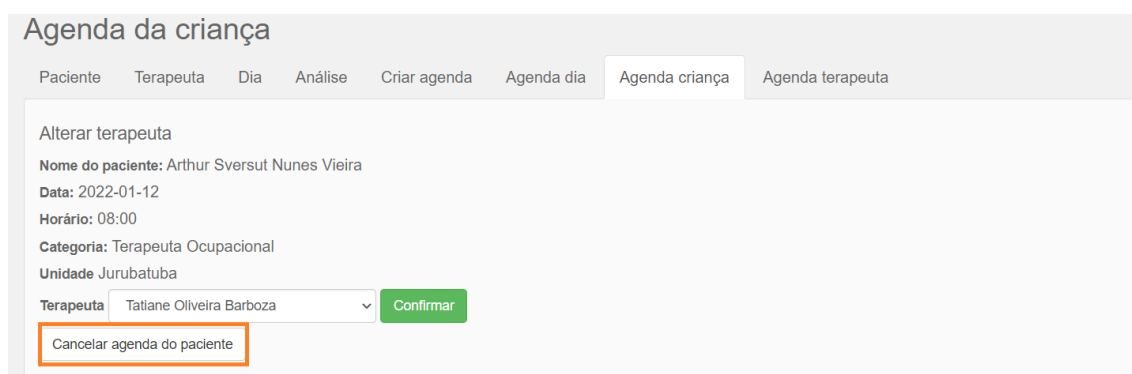 Agenda da criança
Paciente Terapeuta Dia Análise Criar agenda Agenda dia Agenda criança Agenda terapeuta
Alterar terapeuta
Nome do paciente: Arthur Sversut Nunes Vieira
Data: 2022-01-12
Horário: 08:00
Categoria: Terapeuta Ocupacional
Unidade Jurubatuba
Terapeuta Tatiane Oliveira Barboza Confirmar
Cancelar agenda do paciente